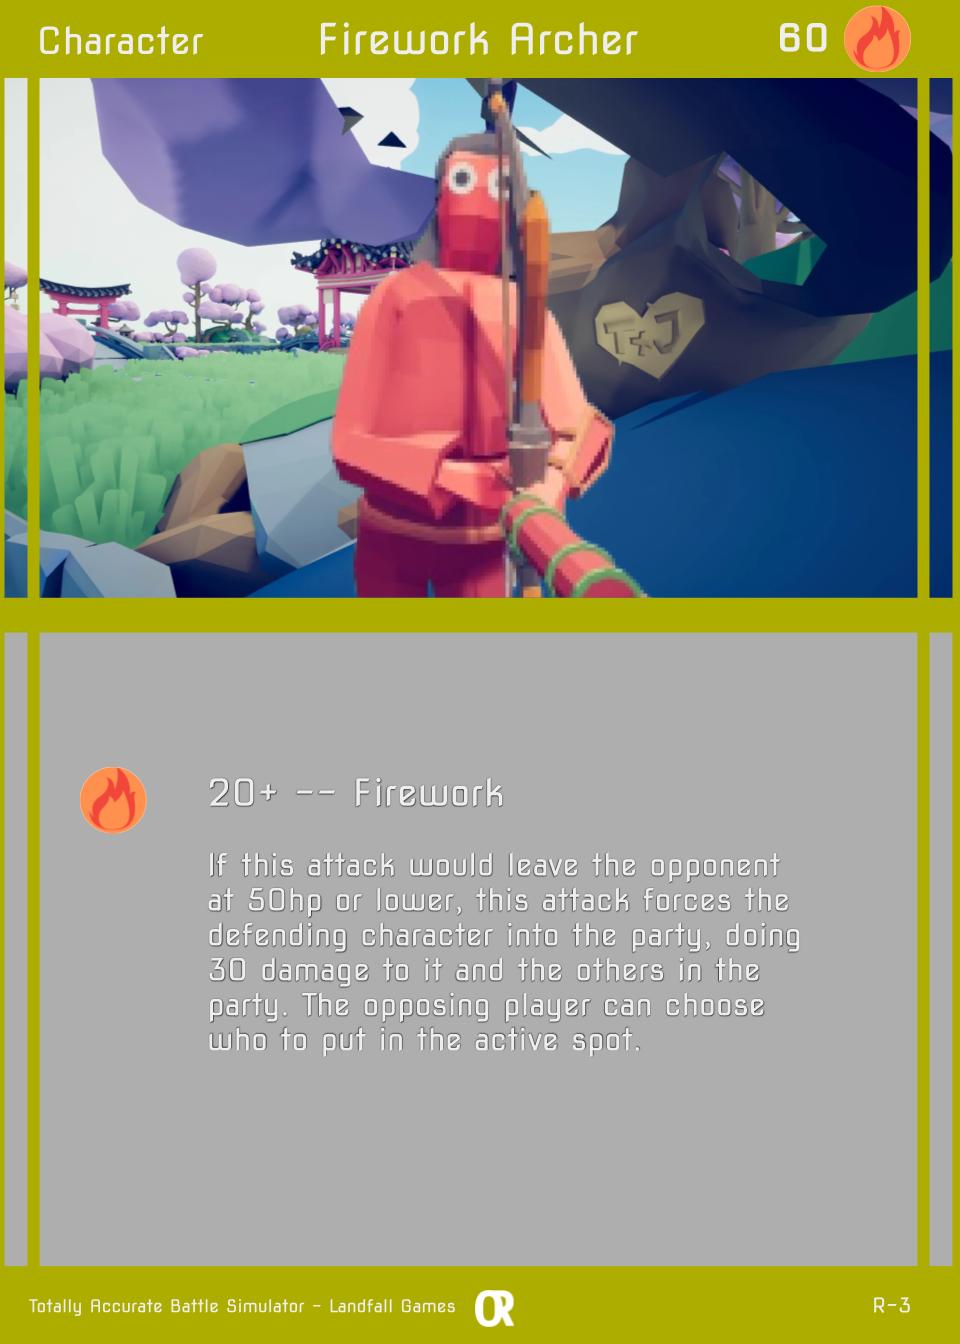 Character
Firework Archer
60
T+J
20+ -- Firework
If this attack would leave the opponent
at 50hp or lower, this attack forces the
defending character into the party, doing
30 damage to it and the others in the
party. The opposing player can choose
who to put in the active spot.
Totally Accurate Battle Simulator - Landfall Games
OR
R-3